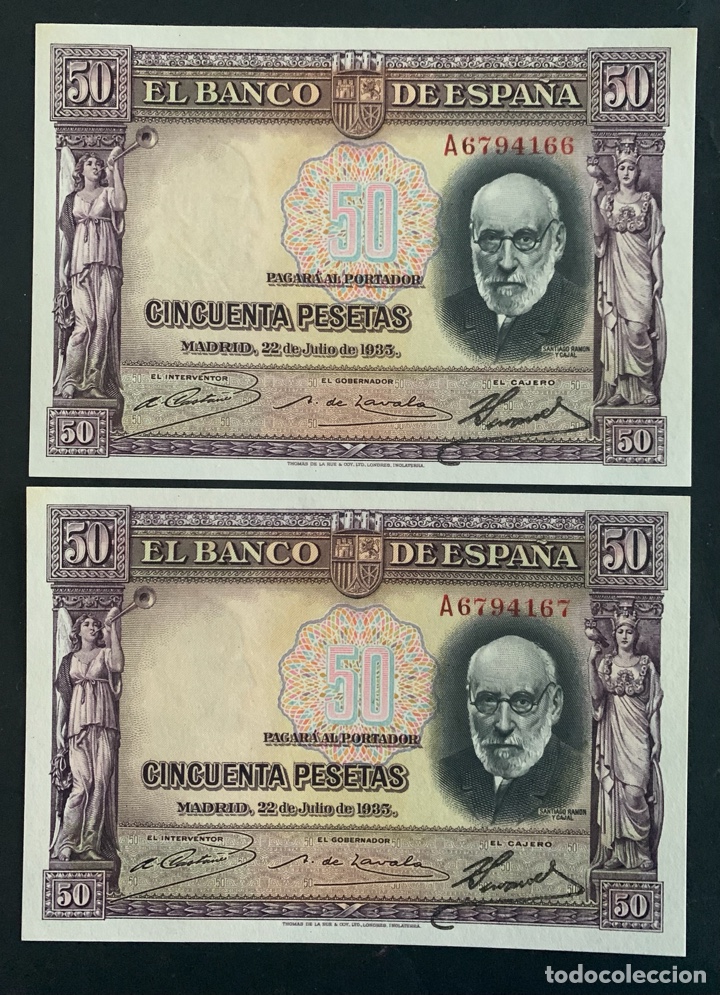 50 50
EL BANCO DE ESPAÑA
A6794166
50
PAGARÁ AL PORTADOR
CINCUENTA PESETAS
MADRID, 22 de Julio de 1935.
SANTIAGO RAMON
Y CAJAL
EL INTERVENTOR EL GOBERNADOR EL CAJERO
A. de Zavala
50 50
THOMAS DE LA RUE & COY, LTD., LONDRES, INGLATERRA.
50 50
EL BANCO DE ESPAÑA
A6794167
50
PAGARÁ AL PORTADOR
CINCUENTA PESETAS
MADRID, 22 de Julio de 1935.
SANTIAGO RAMON
Y CAJAL
EL INTERVENTOR EL GOBERNADOR EL CAJERO
A. de Zavala
50 50
THOMAS DE LA RUE & COY, LTD., LONDRES, INGLATERRA.
todocoleccion